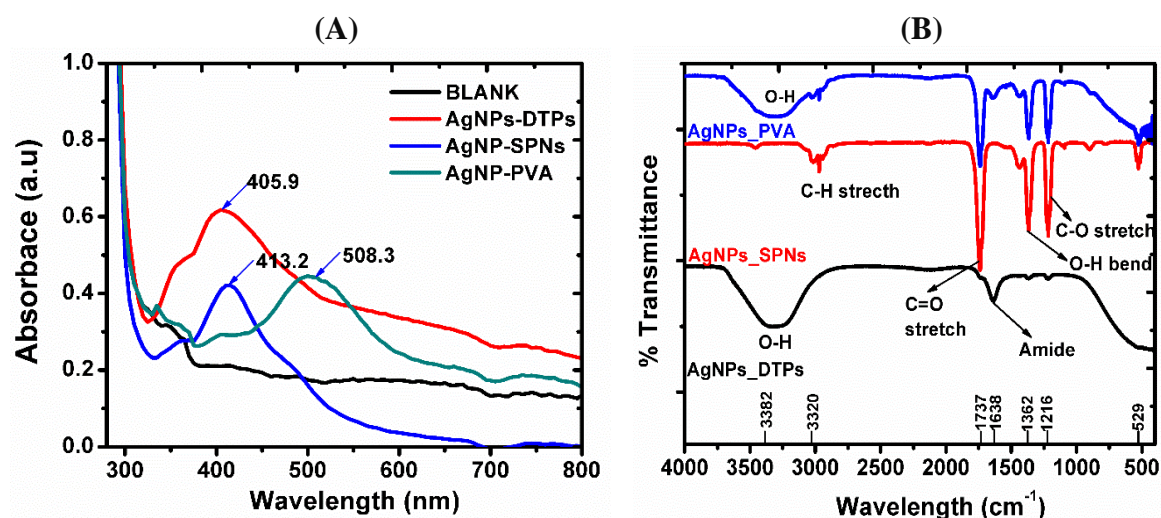 (A)
1.0
0.8
0.6
0.4
0.2
0.0
Absorbace (a.u)
BLANK
AgNPs-DTPs
AgNP-SPNs
AgNP-PVA
405.9
413.2
508.3
300 400 500 600 700 800
Wavelength (nm)
(B)
% Transmittance
O-H
AgNPs_PVA
C-H strecth
C-O stretch
AgNPs_SPNs
O-H bend
C=O
stretch
O-H
Amide
AgNPs_DTPs
3382
3320
1737
1638
1362
1216
529
4000 3500 3000 2500 2000 1500 1000 500
Wavelength (cm-1)